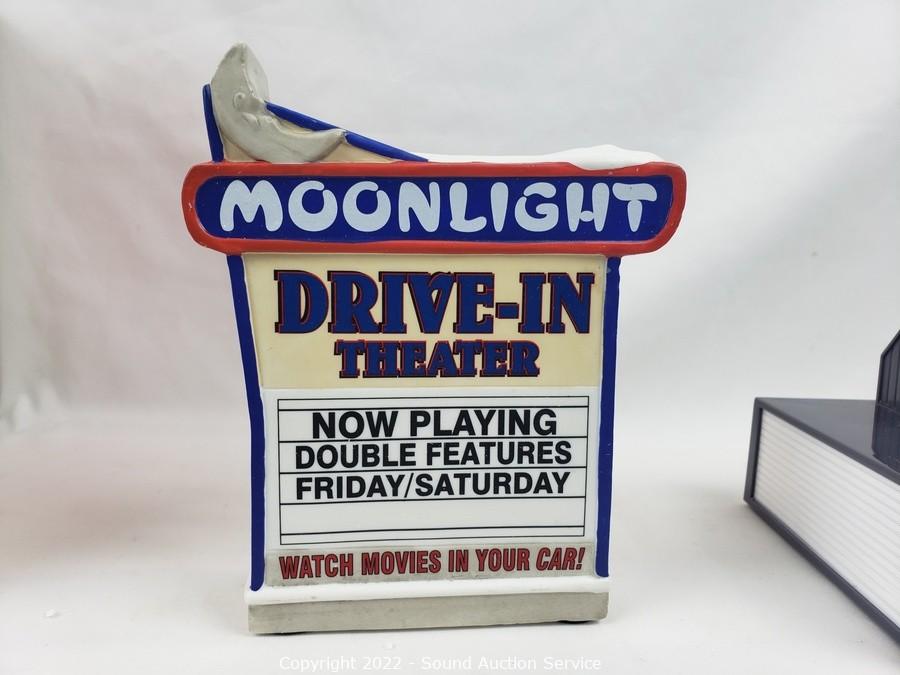 MOONLIGHT
DRIVE-IN
THEATER
NOW PLAYING
DOUBLE FEATURES
FRIDAY/SATURDAY
WATCH MOVIES IN YOUR CAR!
Copyright 2022 - Sound Auction Service